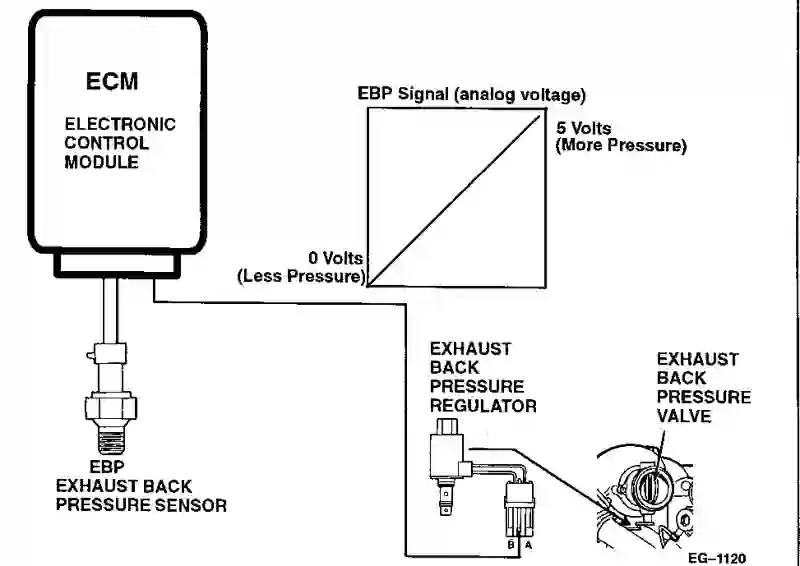 ECM
ELECTRONIC
CONTROL
MODULE
EBP Signal (analog voltage)
5 Volts
(More Pressure)
0 Volts
(Less Pressure)
EXHAUST
BACK
PRESSURE
REGULATOR
EXHAUST
BACK
PRESSURE
VALVE
EBP
EXHAUST BACK
PRESSURE SENSOR
B A
EG–1120